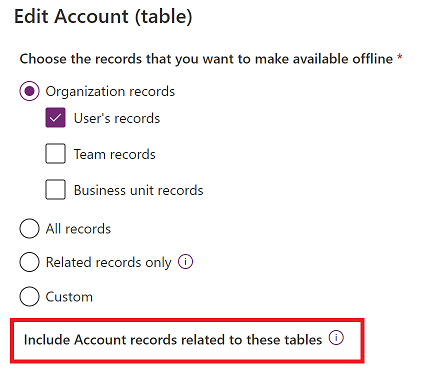 Edit Account (table)
Choose the records that you want to make available offline *
Organization records
User's records
Team records
Business unit records
All records
Related records only
Custom
Include Account records related to these tables